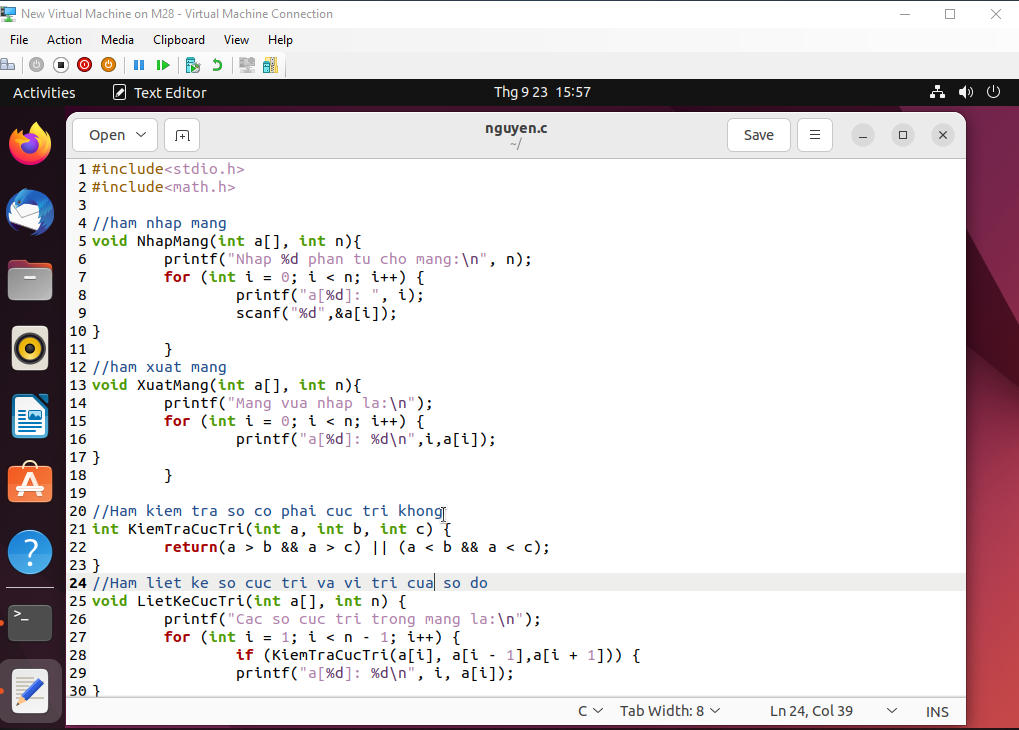 New Virtual Machine on M28 - Virtual Machine Connection
File Action Media Clipboard View Help
Activities Text Editor Thg 9 23 15:57
Open nguyen.c Save
~/
1 #include<stdio.h>
2 #include<math.h>
3
4 //ham nhap mang
5 void NhapMang(int a[], int n){
6 printf("Nhap %d phan tu cho mang:\n", n);
7 for (int i = 0; i < n; i++) {
8 printf("a[%d]: ", i);
9 scanf("%d",&a[i]);
10 }
11 }
12 //ham xuat mang
13 void XuatMang(int a[], int n){
14 printf("Mang vua nhap la:\n");
15 for (int i = 0; i < n; i++) {
16 printf("a[%d]: %d\n",i,a[i]);
17 }
18 }
19
20 //Ham kiem tra so co phai cuc tri khong
21 int KiemTraCucTri(int a, int b, int c) {
22 return(a > b && a > c) || (a < b && a < c);
23 }
24 //Ham liet ke so cuc tri va vi tri cua so do
25 void LietKeCucTri(int a[], int n) {
26 printf("Cac so cuc tri trong mang la:\n");
27 for (int i = 1; i < n - 1; i++) {
28 if (KiemTraCucTri(a[i], a[i - 1],a[i + 1])) {
29 printf("a[%d]: %d\n", i, a[i]);
30 }
C Tab Width: 8 Ln 24, Col 39 INS